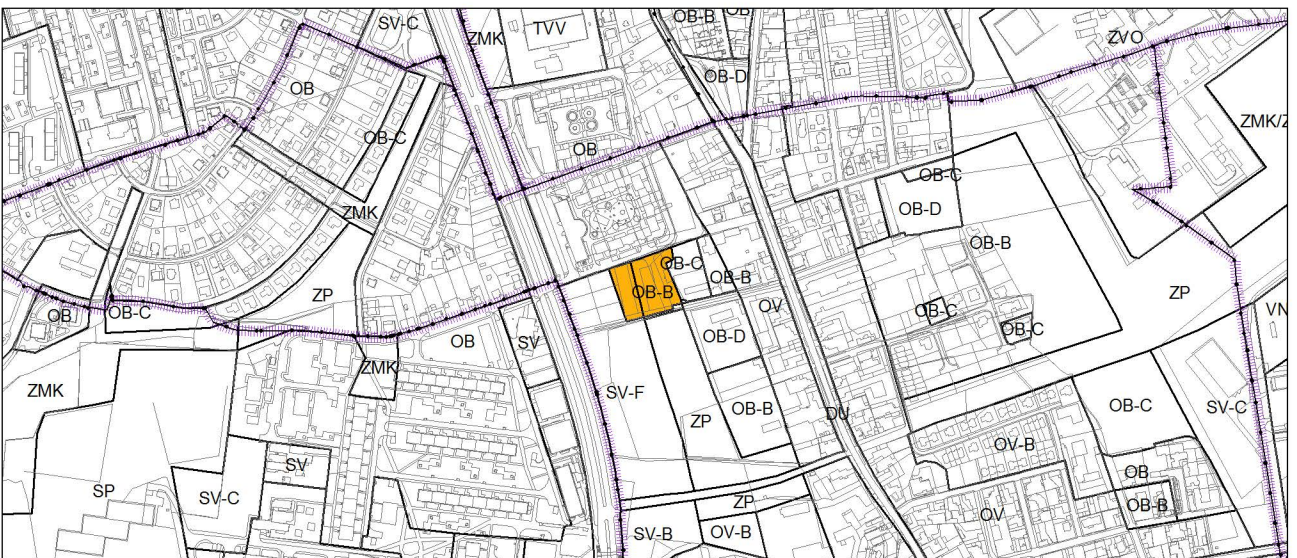 SV-C
ZMK
TVV
OB-B
OB
ZVO
OB-D
OB
OB-C
OB
ZMK/Z
ZMK
OB-C
OB-D
OB-B
OB-C
OB-B
OB-B
ZP
ZP
OV
OB-C
VN
OB
OB-C
OB-C
OB
SV
OB-D
ZMK
ZMK
SV-F
ZP
OB-B
DU
OB-C
SV-C
OV-B
SV
OB
SP
SV-C
ZP
OB-B
OV
SV-B
OV-B